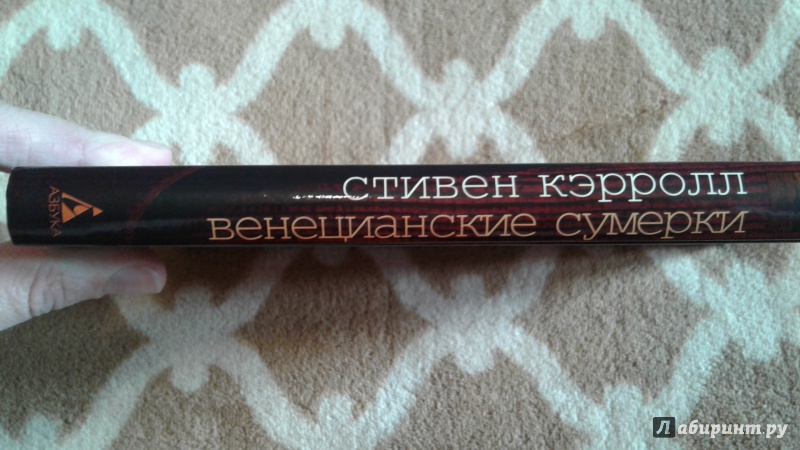 СТИВЕН КЭРРОЛЛ
ВЕНЕЦИАНСКИЕ СУМЕРКИ
АЗБУКА
Лабиринт.ру